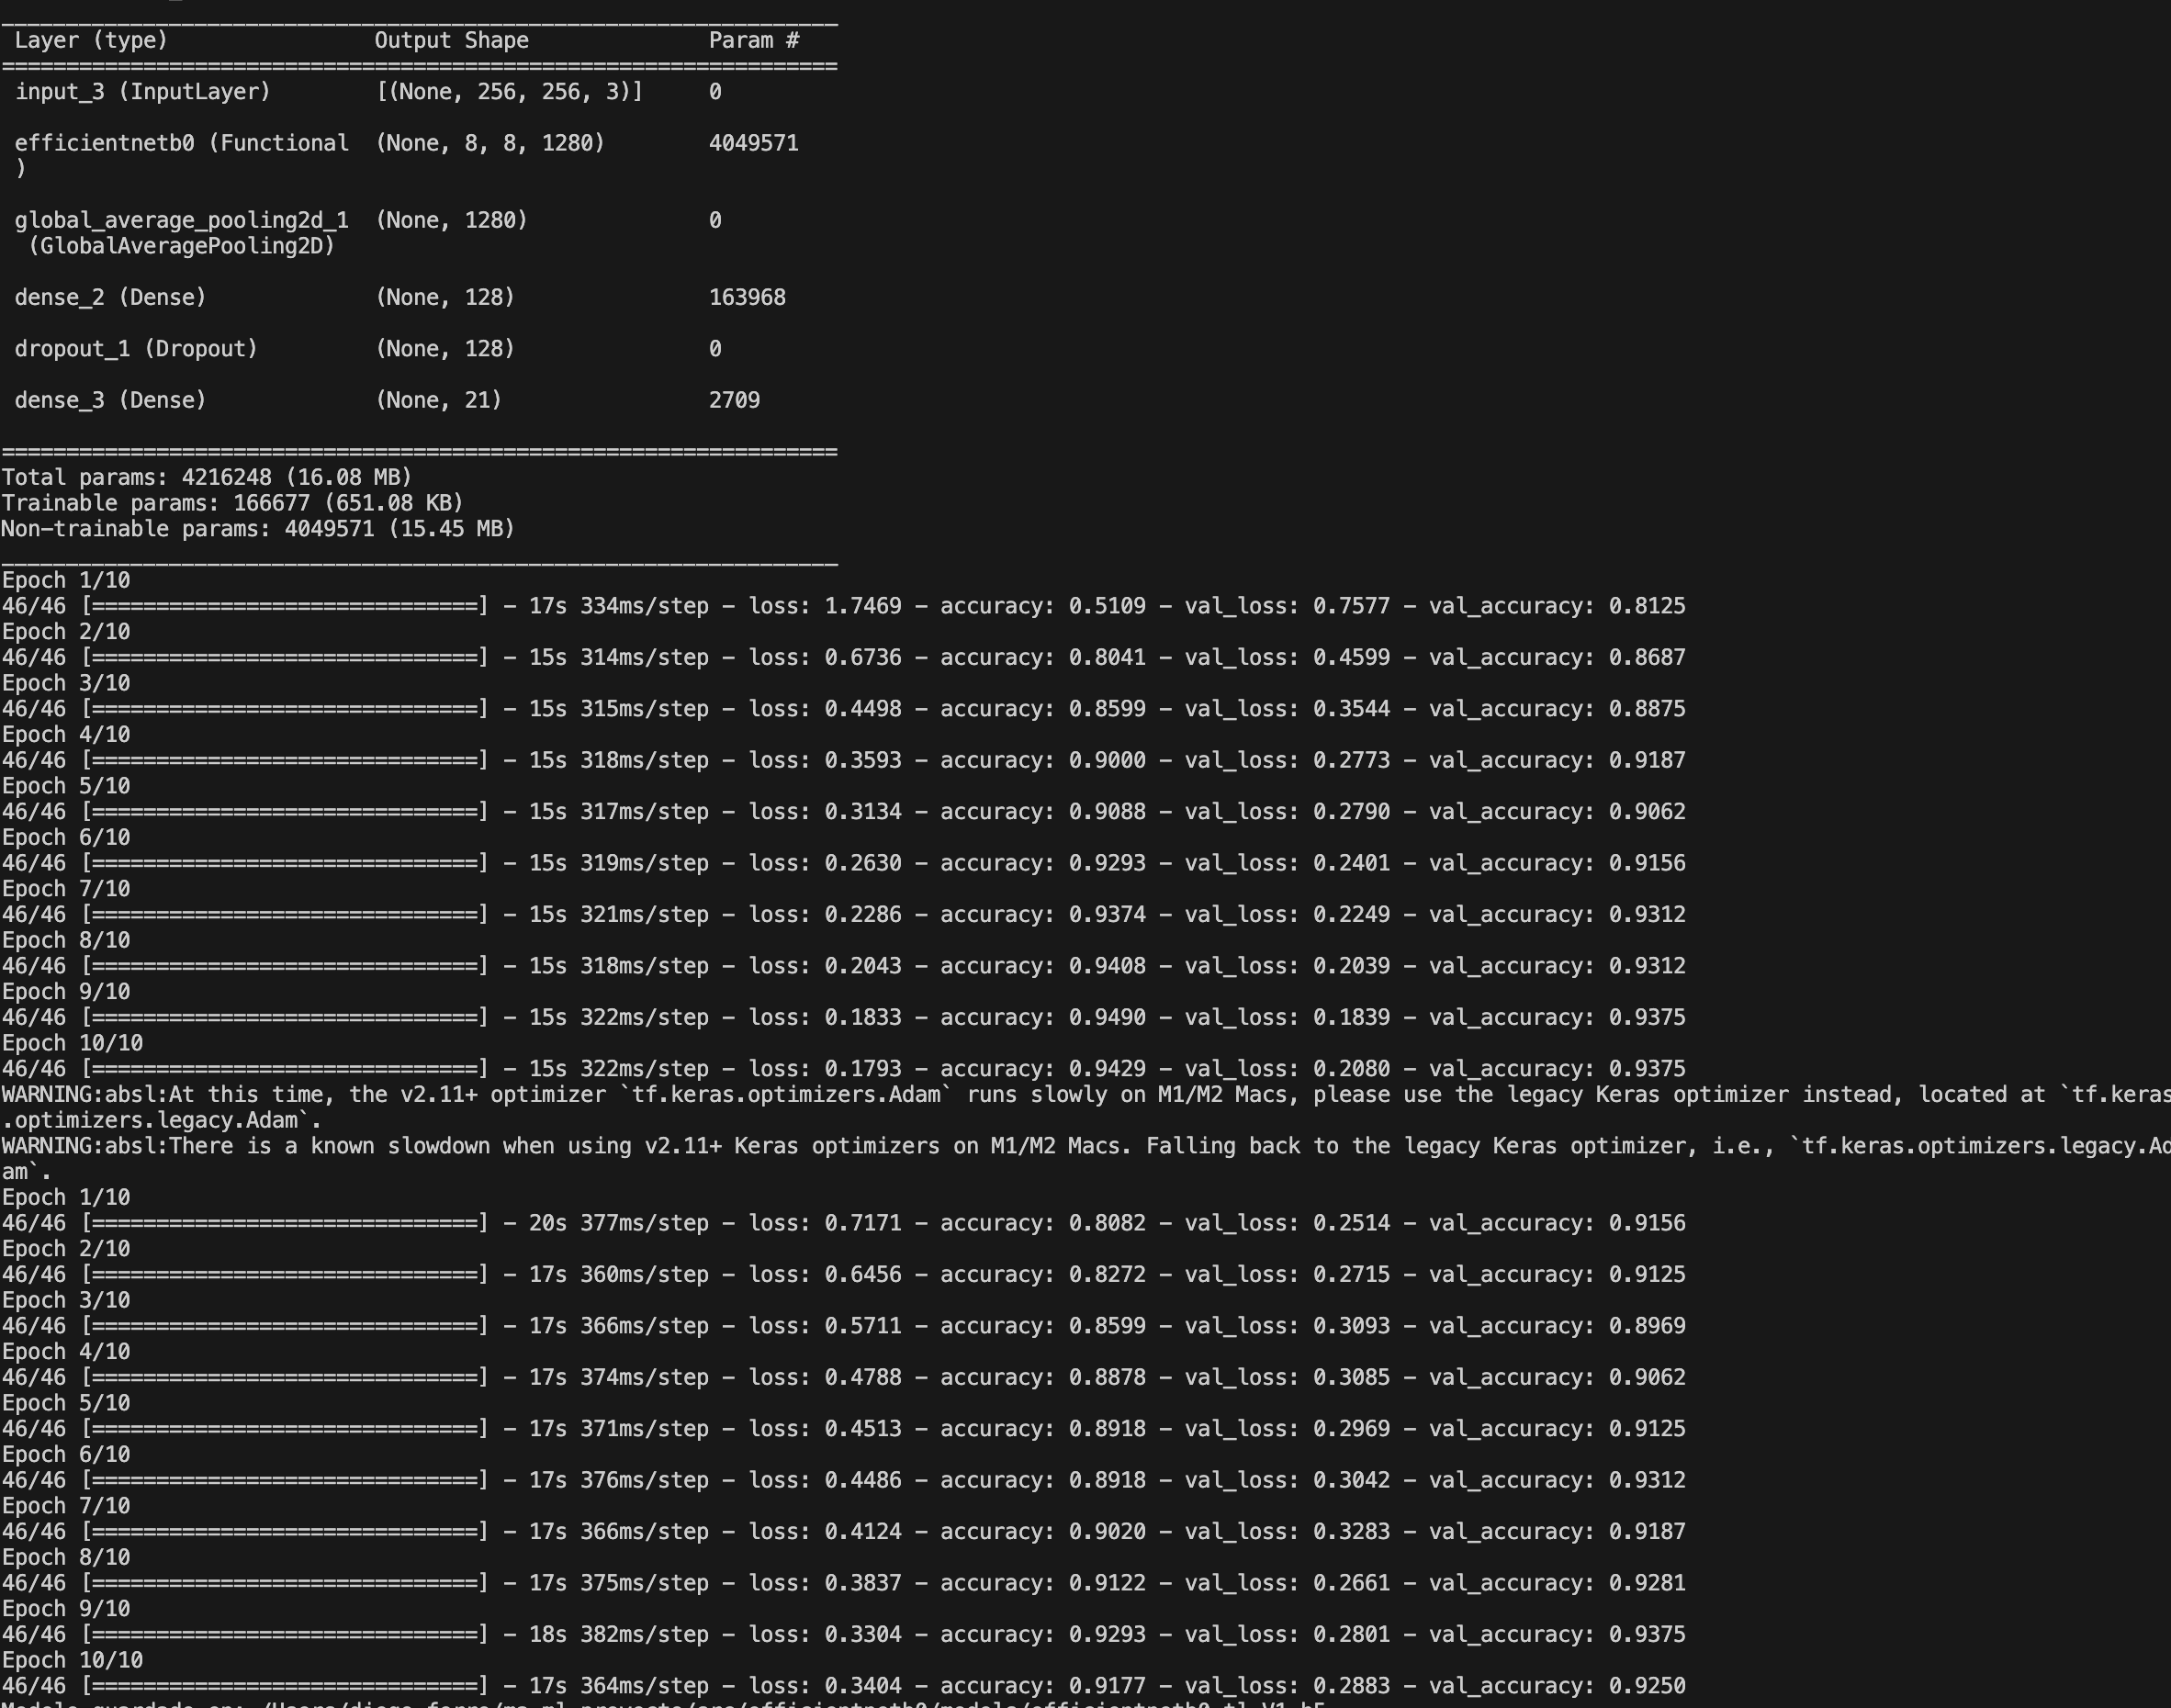 Layer (type)                Output Shape              Param #
=================================================================
input_3 (InputLayer)        [(None, 256, 256, 3)]     0
efficientnetb0 (Functional  (None, 8, 8, 1280)        4049571
)
global_average_pooling2d_1  (None, 1280)              0
(GlobalAveragePooling2D)
dense_2 (Dense)             (None, 128)               163968
dropout_1 (Dropout)         (None, 128)               0
dense_3 (Dense)             (None, 21)                2709
=================================================================
Total params: 4216248 (16.08 MB)
Trainable params: 166677 (651.08 KB)
Non-trainable params: 4049571 (15.45 MB)
_________________________________________________________________
Epoch 1/10
46/46 [==============================] - 17s 334ms/step - loss: 1.7469 - accuracy: 0.5109 - val_loss: 0.7577 - val_accuracy: 0.8125
Epoch 2/10
46/46 [==============================] - 15s 314ms/step - loss: 0.6736 - accuracy: 0.8041 - val_loss: 0.4599 - val_accuracy: 0.8687
Epoch 3/10
46/46 [==============================] - 15s 315ms/step - loss: 0.4498 - accuracy: 0.8599 - val_loss: 0.3544 - val_accuracy: 0.8875
Epoch 4/10
46/46 [==============================] - 15s 318ms/step - loss: 0.3593 - accuracy: 0.9000 - val_loss: 0.2773 - val_accuracy: 0.9187
Epoch 5/10
46/46 [==============================] - 15s 317ms/step - loss: 0.3134 - accuracy: 0.9088 - val_loss: 0.2790 - val_accuracy: 0.9062
Epoch 6/10
46/46 [==============================] - 15s 319ms/step - loss: 0.2630 - accuracy: 0.9293 - val_loss: 0.2401 - val_accuracy: 0.9156
Epoch 7/10
46/46 [==============================] - 15s 321ms/step - loss: 0.2286 - accuracy: 0.9374 - val_loss: 0.2249 - val_accuracy: 0.9312
Epoch 8/10
46/46 [==============================] - 15s 318ms/step - loss: 0.2043 - accuracy: 0.9408 - val_loss: 0.2039 - val_accuracy: 0.9312
Epoch 9/10
46/46 [==============================] - 15s 322ms/step - loss: 0.1833 - accuracy: 0.9490 - val_loss: 0.1839 - val_accuracy: 0.9375
Epoch 10/10
46/46 [==============================] - 15s 322ms/step - loss: 0.1793 - accuracy: 0.9429 - val_loss: 0.2080 - val_accuracy: 0.9375
WARNING:absl:At this time, the v2.11+ optimizer `tf.keras.optimizers.Adam` runs slowly on M1/M2 Macs, please use the legacy Keras optimizer instead, located at `tf.keras
.optimizers.legacy.Adam`.
WARNING:absl:There is a known slowdown when using v2.11+ Keras optimizers on M1/M2 Macs. Falling back to the legacy Keras optimizer, i.e., `tf.keras.optimizers.legacy.Ad
am`.
Epoch 1/10
46/46 [==============================] - 20s 377ms/step - loss: 0.7171 - accuracy: 0.8082 - val_loss: 0.2514 - val_accuracy: 0.9156
Epoch 2/10
46/46 [==============================] - 17s 360ms/step - loss: 0.6456 - accuracy: 0.8272 - val_loss: 0.2715 - val_accuracy: 0.9125
Epoch 3/10
46/46 [==============================] - 17s 366ms/step - loss: 0.5711 - accuracy: 0.8599 - val_loss: 0.3093 - val_accuracy: 0.8969
Epoch 4/10
46/46 [==============================] - 17s 374ms/step - loss: 0.4788 - accuracy: 0.8878 - val_loss: 0.3085 - val_accuracy: 0.9062
Epoch 5/10
46/46 [==============================] - 17s 371ms/step - loss: 0.4513 - accuracy: 0.8918 - val_loss: 0.2969 - val_accuracy: 0.9125
Epoch 6/10
46/46 [==============================] - 17s 376ms/step - loss: 0.4486 - accuracy: 0.8918 - val_loss: 0.3042 - val_accuracy: 0.9312
Epoch 7/10
46/46 [==============================] - 17s 366ms/step - loss: 0.4124 - accuracy: 0.9020 - val_loss: 0.3283 - val_accuracy: 0.9187
Epoch 8/10
46/46 [==============================] - 17s 375ms/step - loss: 0.3837 - accuracy: 0.9122 - val_loss: 0.2661 - val_accuracy: 0.9281
Epoch 9/10
46/46 [==============================] - 18s 382ms/step - loss: 0.3304 - accuracy: 0.9293 - val_loss: 0.2801 - val_accuracy: 0.9375
Epoch 10/10
46/46 [==============================] - 17s 364ms/step - loss: 0.3404 - accuracy: 0.9177 - val_loss: 0.2883 - val_accuracy: 0.9250